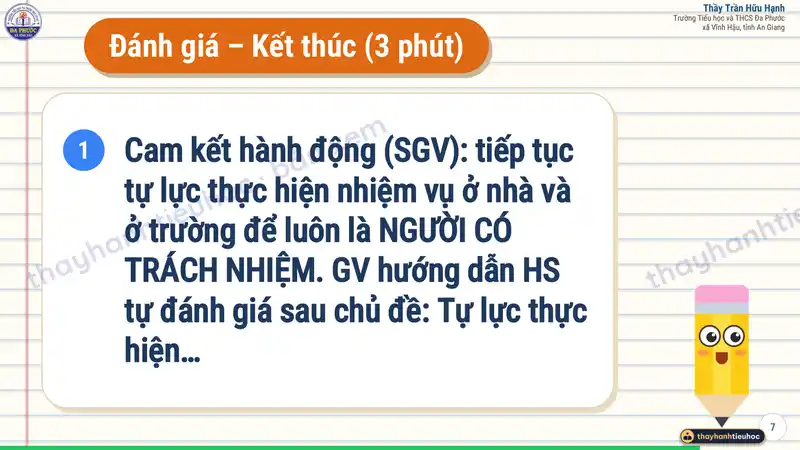 Thầy Trần Hữu Hạnh
Trường Tiểu học và THCS Đa Phước
xã Vĩnh Hậu, tỉnh An Giang
ĐA PHƯỚC
Đánh giá – Kết thúc (3 phút)
1
Cam kết hành động (SGV): tiếp tục
tự lực thực hiện nhiệm vụ ở nhà và
ở trường để luôn là NGƯỜI CÓ
TRÁCH NHIỆM. GV hướng dẫn HS
tự đánh giá sau chủ đề: Tự lực thực
hiện…
7
thayhanhtieuhoc